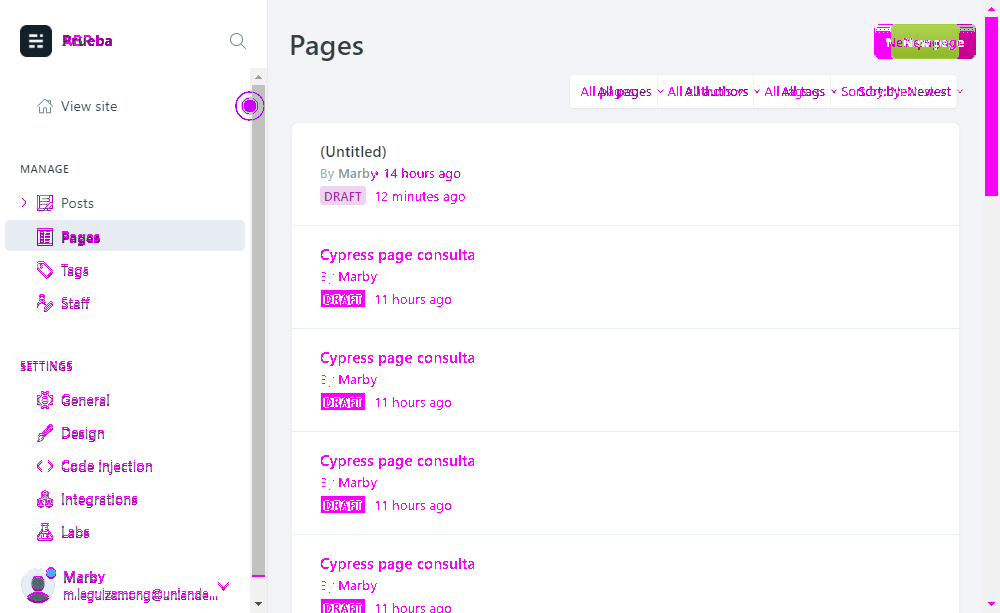 Prueba
View site
Pages
New page
All pages All authors All tags Sort by: Newest
MANAGE
Posts
Pages
Tags
Staff
SETTINGS
General
Design
Code injection
Integrations
Labs
Marby
(Untitled)
By Marby • 14 hours ago
DRAFT 12 minutes ago
Cypress page consulta
By Marby
DRAFT 11 hours ago
Cypress page consulta
By Marby
DRAFT 11 hours ago
Cypress page consulta
By Marby
DRAFT 11 hours ago
Cypress page consulta
By Marby
DRAFT 11 hours ago